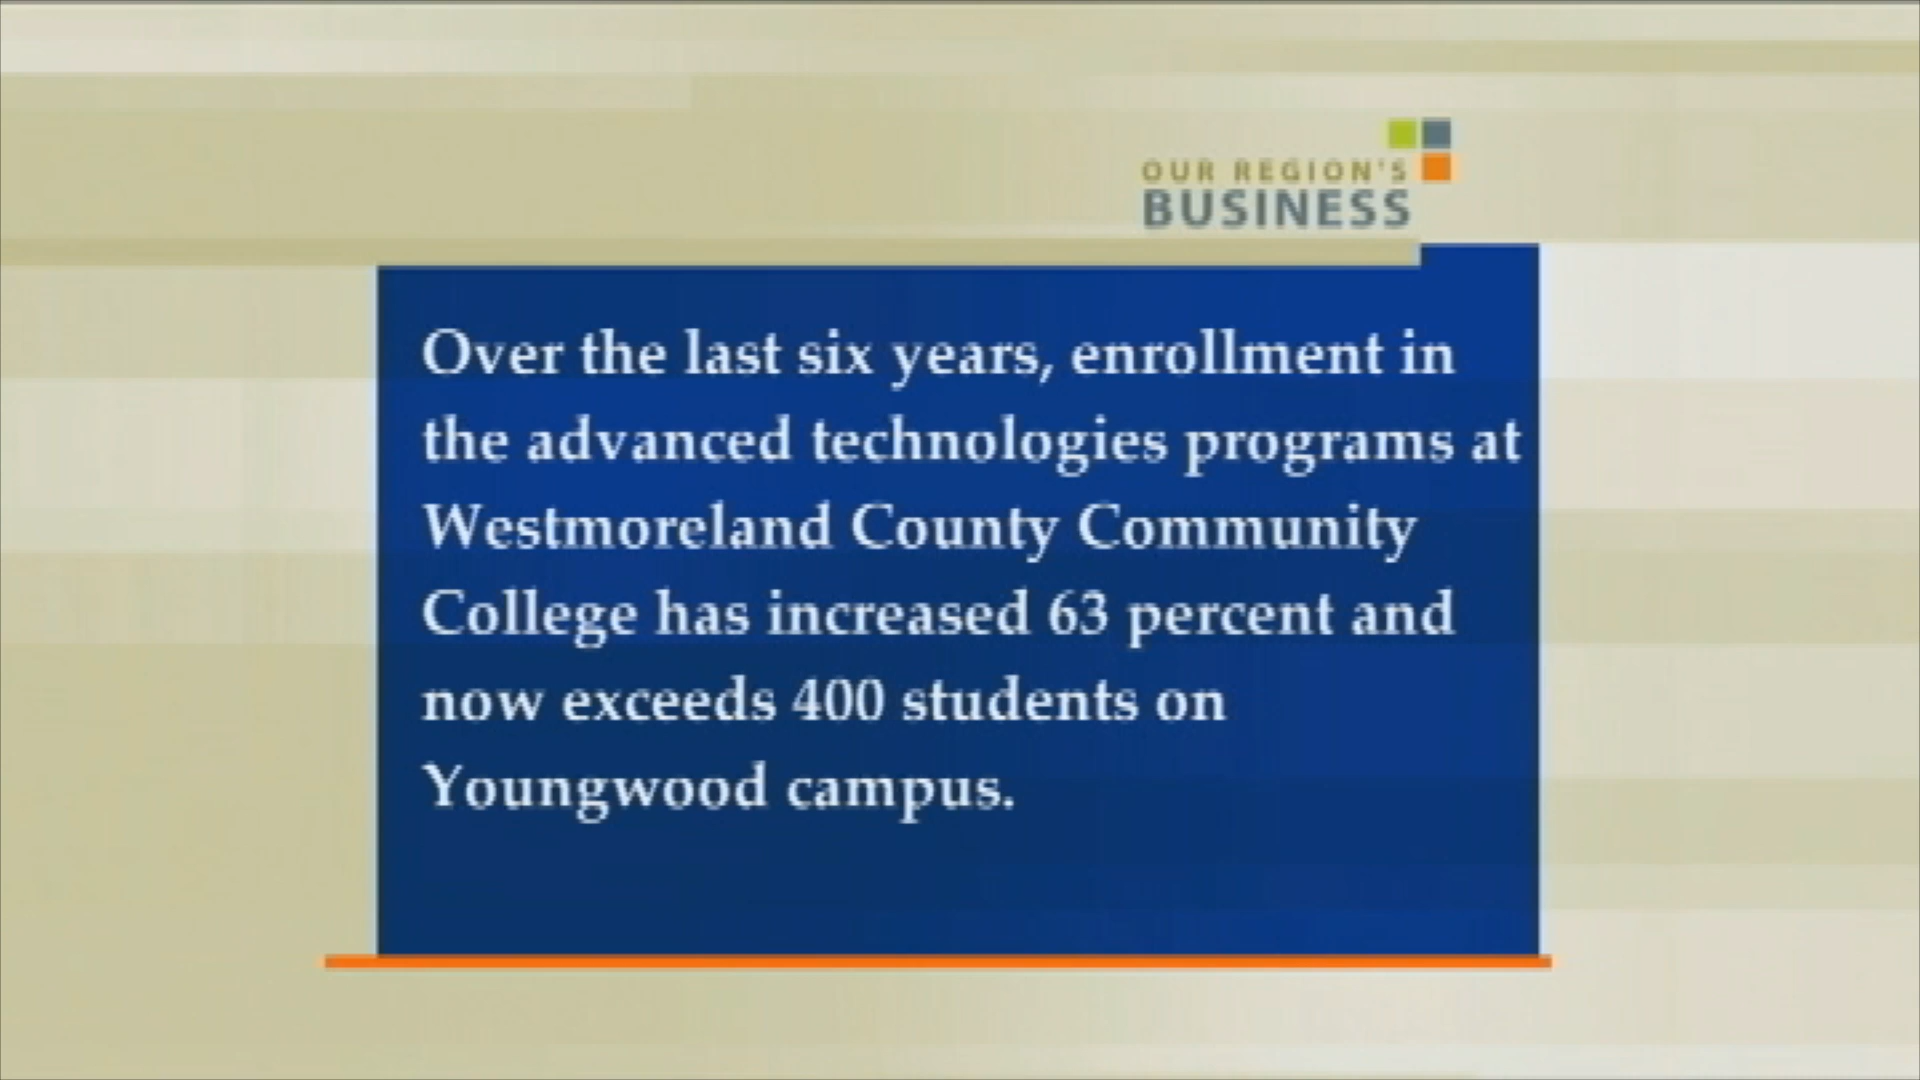 OUR REGION'S
BUSINESS
Over the last six years, enrollment in
the advanced technologies programs at
Westmoreland County Community
College has increased 63 percent and
now exceeds 400 students on
Youngwood campus.